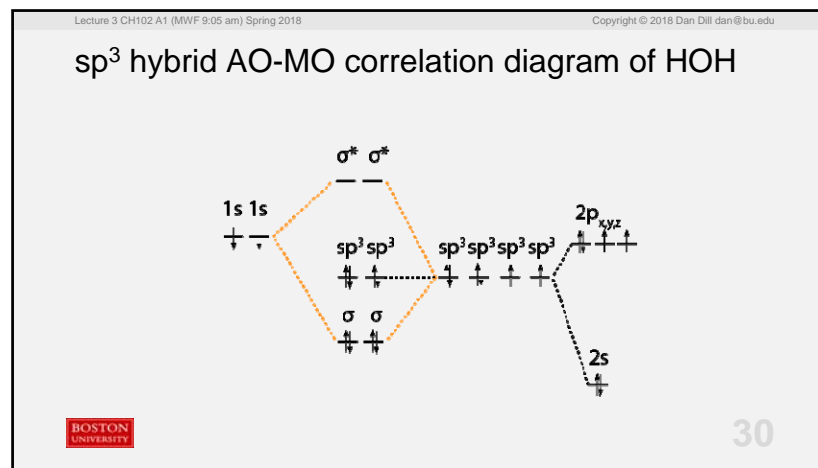 Lecture 3 CH102 A1 (MWF 9:05 am) Spring 2018 Copyright © 2018 Dan Dill dan@bu.edu
sp³ hybrid AO-MO correlation diagram of HOH
σ* σ*
1s 1s
2pₓ,ᵧ,z
sp³ sp³
sp³ sp³ sp³ sp³
σ σ
2s
BOSTON
UNIVERSITY
30